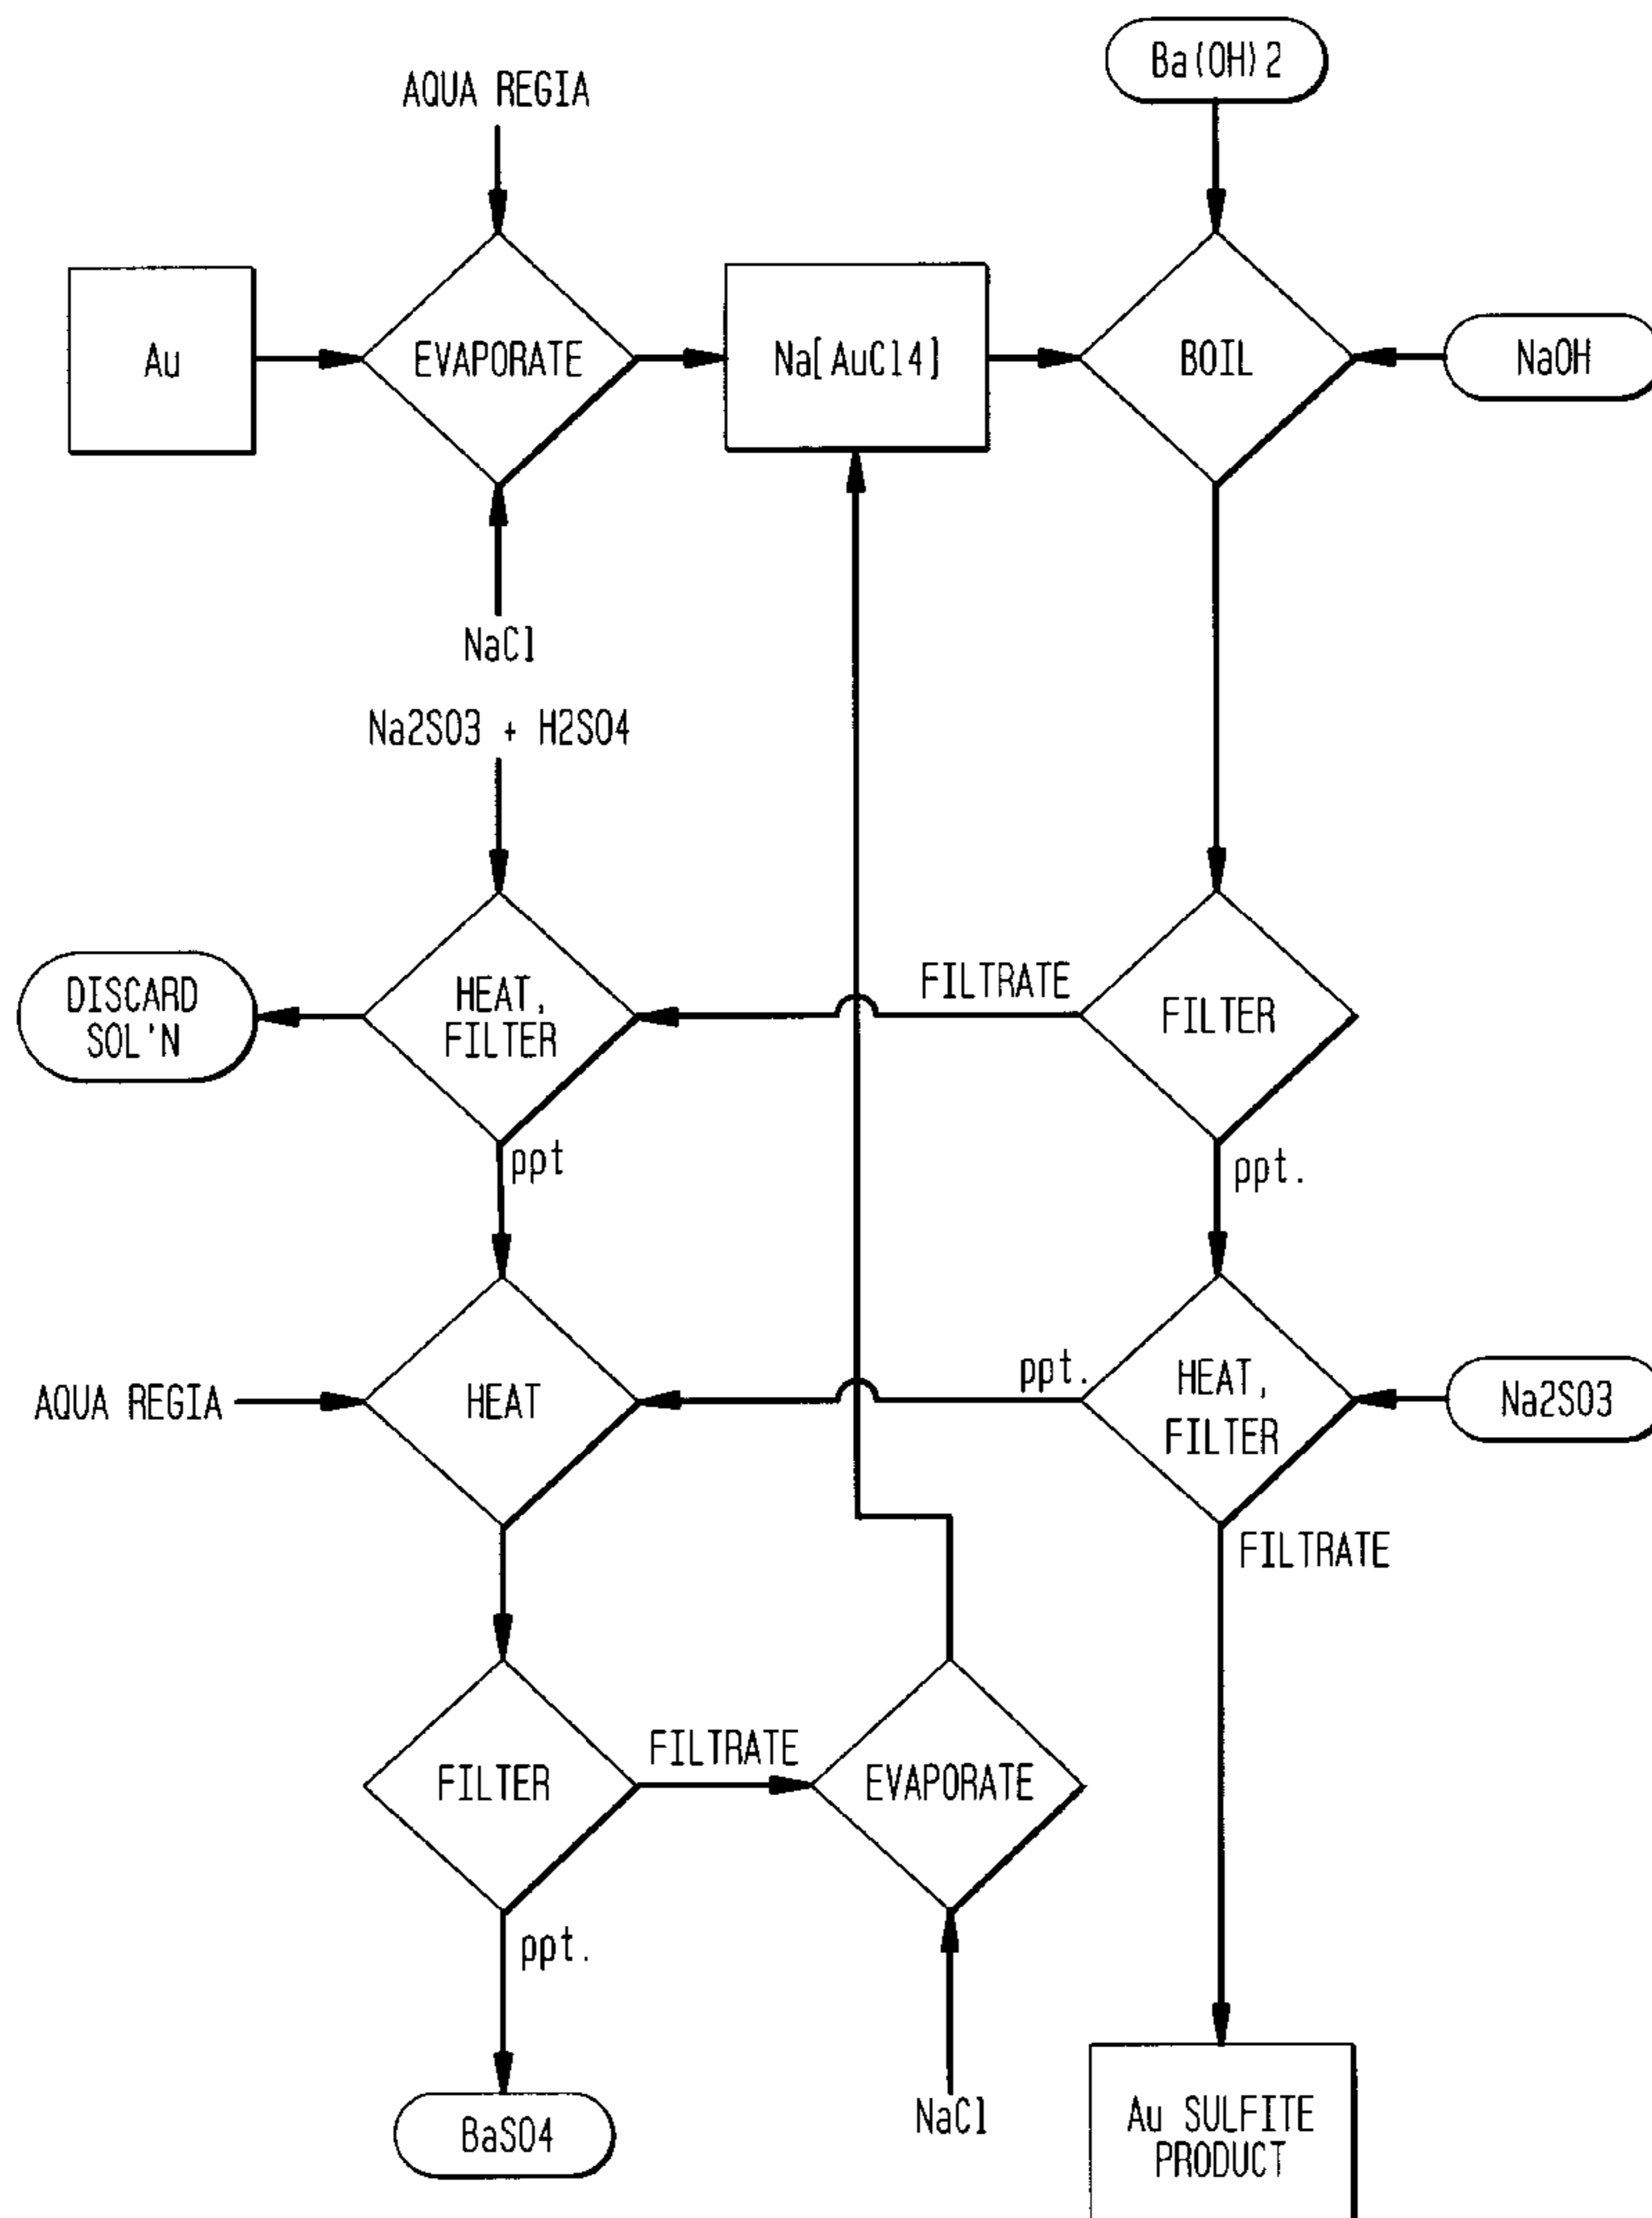 Ba(OH)2
AQUA REGIA
Au
EVAPORATE
Na[AuCl4]
BOIL
NaOH
NaCl
Na2SO3 + H2SO4
DISCARD
SOL'N
HEAT,
FILTER
FILTRATE
FILTER
ppt
ppt.
AQUA REGIA
HEAT
ppt.
HEAT,
FILTER
Na2SO3
FILTRATE
FILTER
FILTRATE
EVAPORATE
ppt.
BaSO4
NaCl
Au SULFITE
PRODUCT